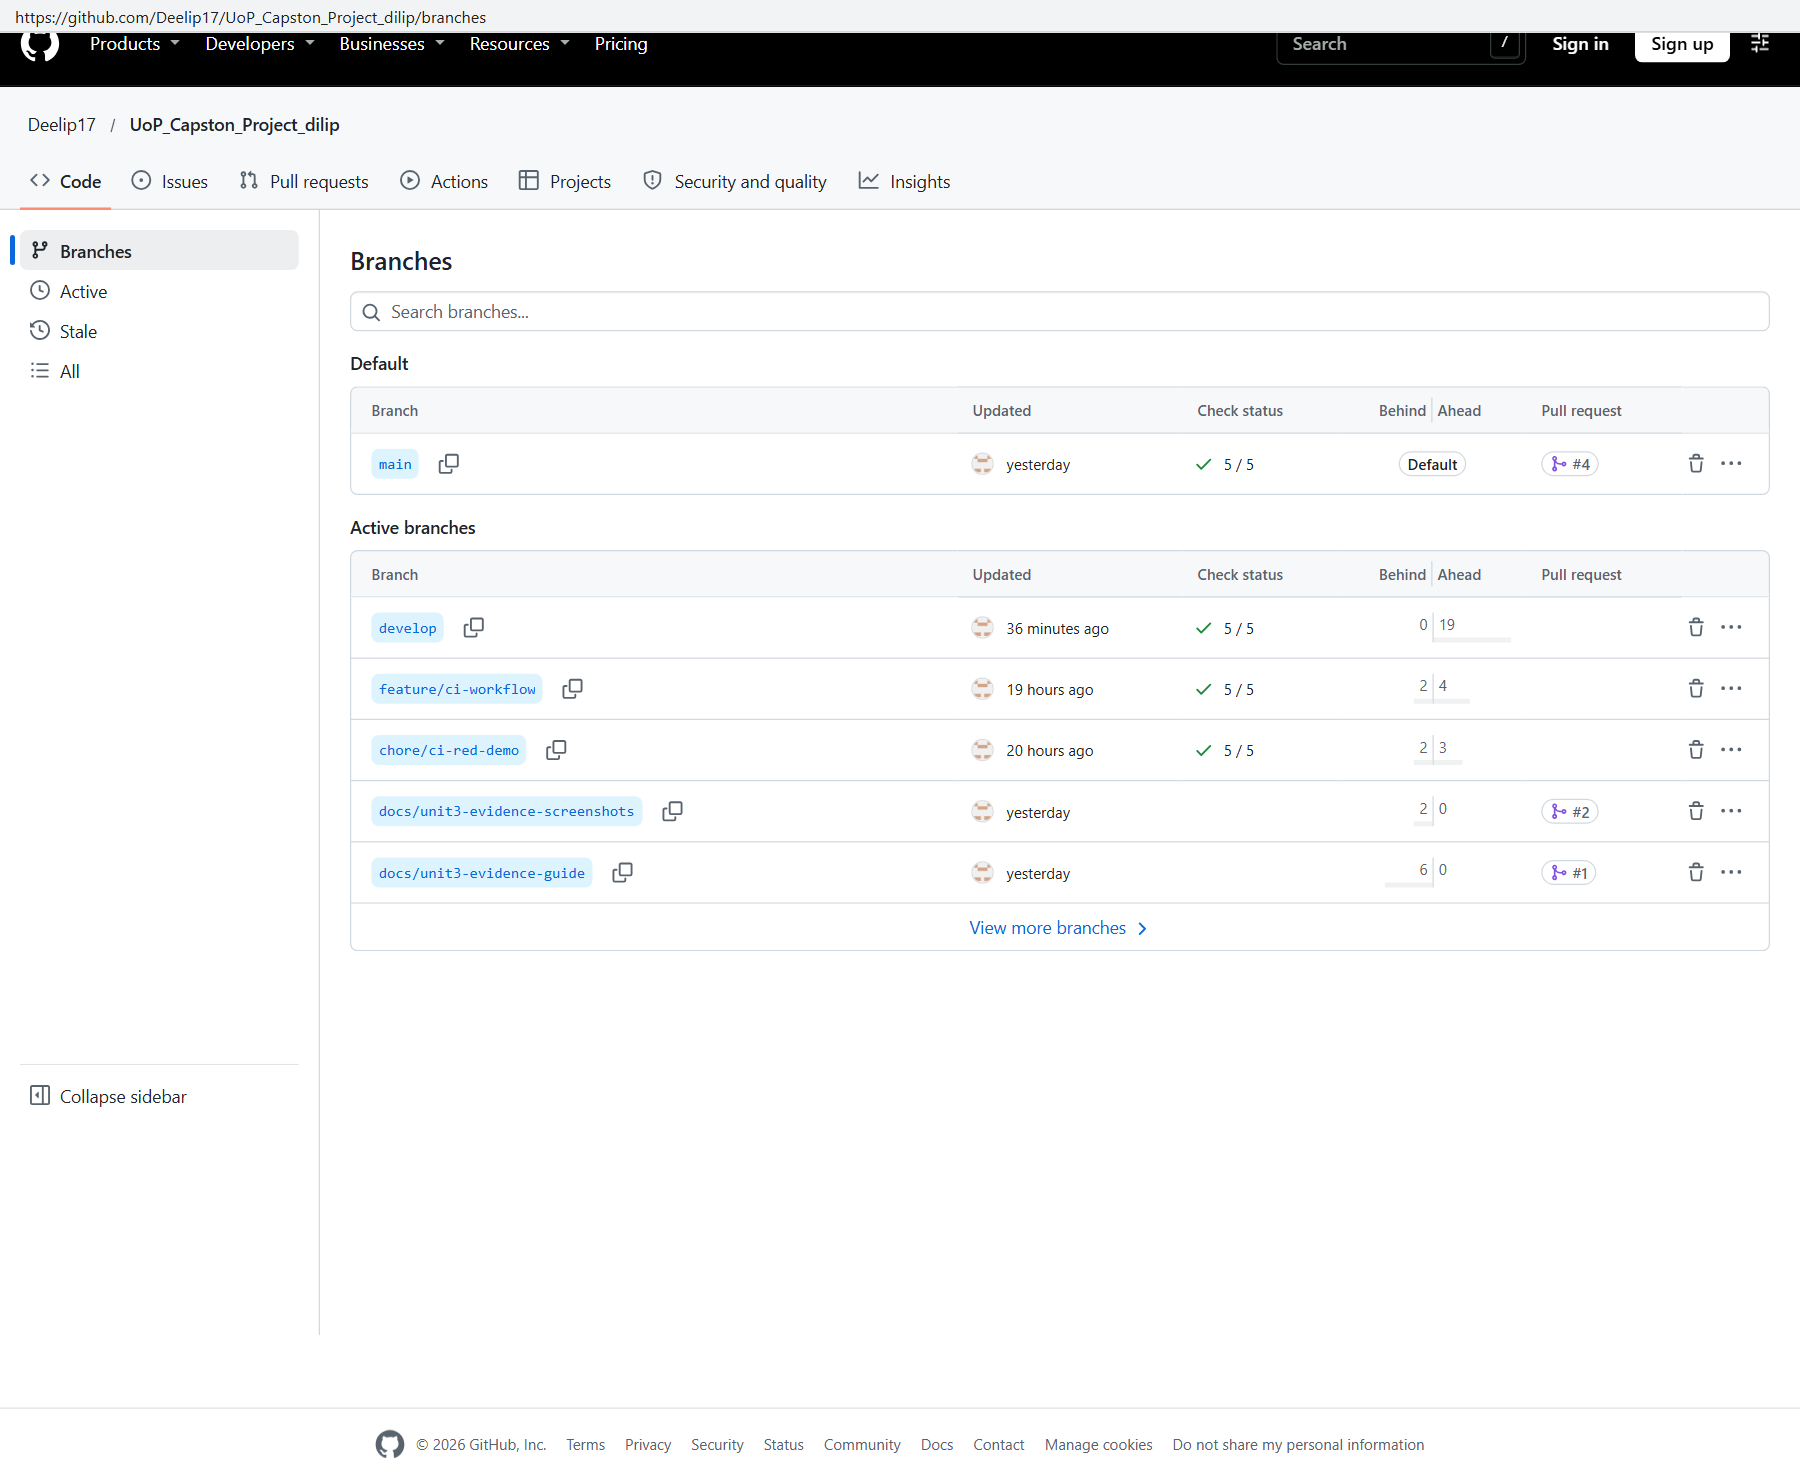 https://github.com/Deelip17/UoP_Capston_Project_dilip/branches
Products Developers Businesses Resources Pricing Search / Sign in Sign up
Deelip17 / UoP_Capston_Project_dilip
Code Issues Pull requests Actions Projects Security and quality Insights
Branches
Active
Stale
All
Collapse sidebar
Branches
Search branches...
Default
Branch Updated Check status Behind Ahead Pull request
main yesterday 5 / 5 Default #4
Active branches
Branch Updated Check status Behind Ahead Pull request
develop 36 minutes ago 5 / 5 0 19
feature/ci-workflow 19 hours ago 5 / 5 2 4
chore/ci-red-demo 20 hours ago 5 / 5 2 3
docs/unit3-evidence-screenshots yesterday 2 0 #2
docs/unit3-evidence-guide yesterday 6 0 #1
View more branches
© 2026 GitHub, Inc. Terms Privacy Security Status Community Docs Contact Manage cookies Do not share my personal information